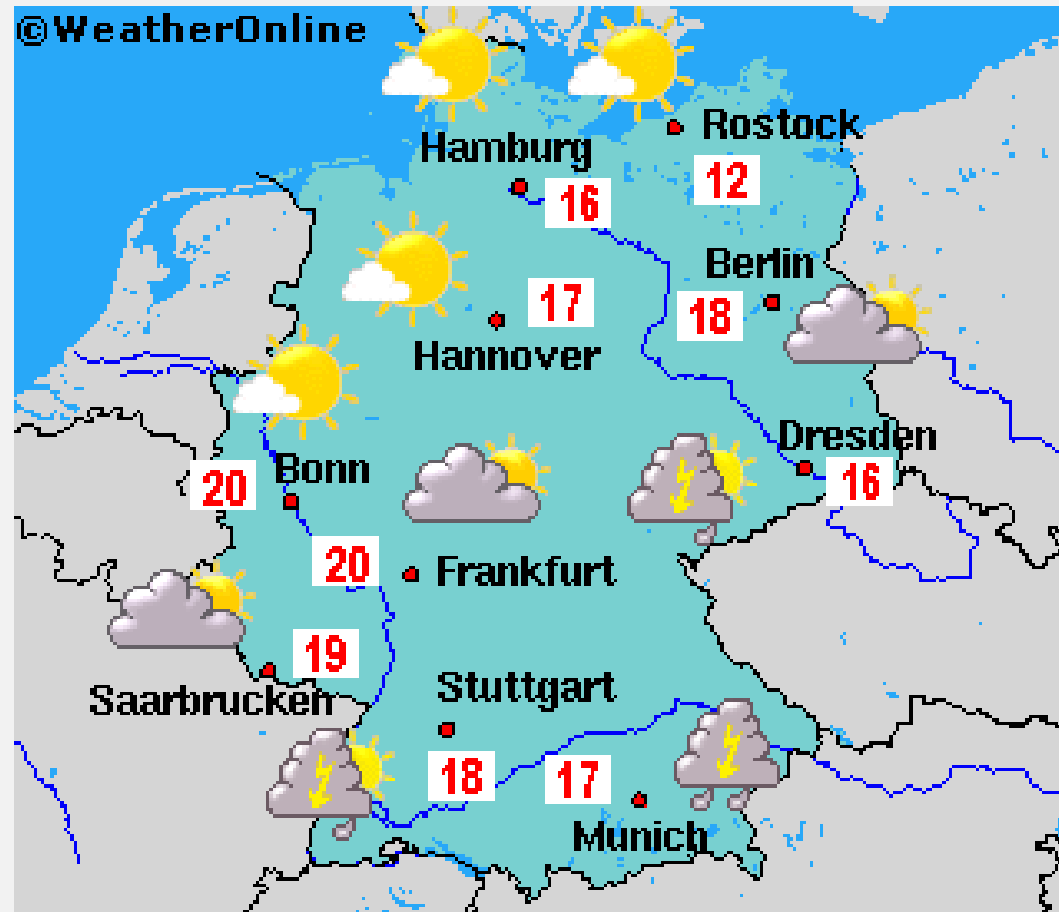 ©WeatherOnline
Rostock
Hamburg
12
16
Berlin
17
18
Hannover
Dresden
Bonn
20
16
20
Frankfurt
19
Stuttgart
Saarbrucken
18
17
Munich